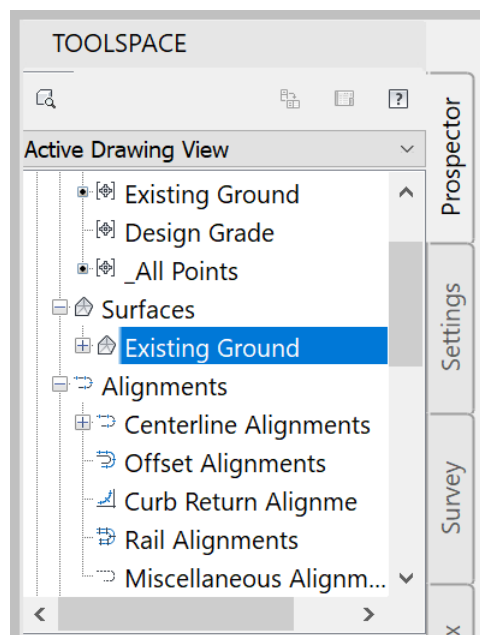 TOOLSPACE
?
Active Drawing View
Existing Ground
Design Grade
_All Points
Surfaces
Existing Ground
Alignments
Centerline Alignments
Offset Alignments
Curb Return Alignme
Rail Alignments
Miscellaneous Alignm...
Prospector
Settings
Survey